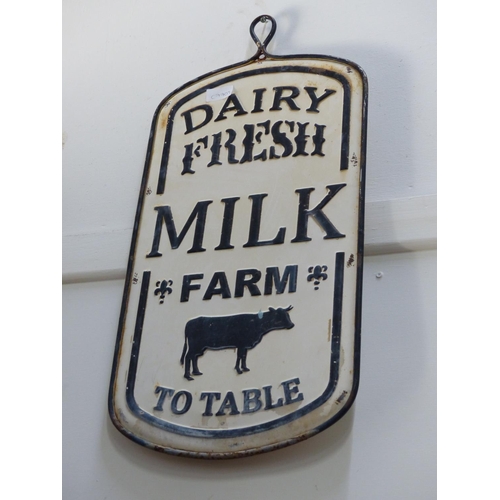 DAIRY
FRESH
MILK
FARM
TO TABLE